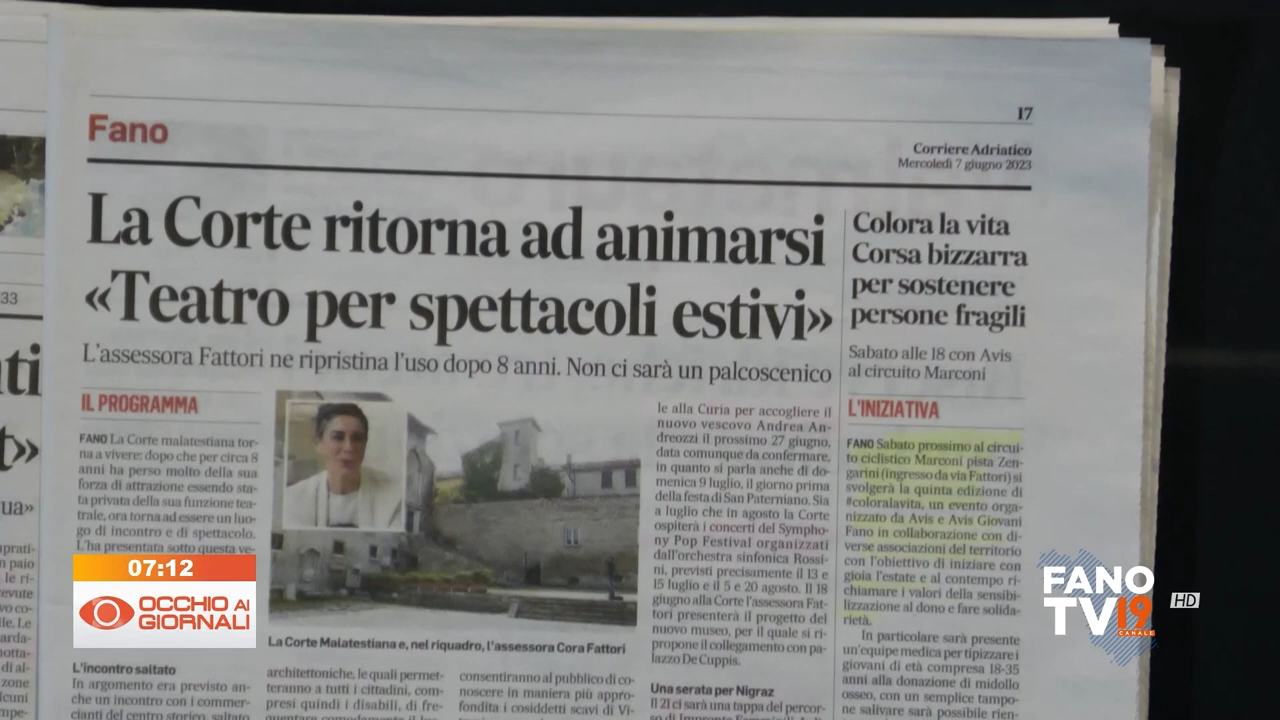 17
Fano
Corriere Adriatico
Mercoledì 7 giugno 2023
La Corte ritorna ad animarsi
«Teatro per spettacoli estivi»
L'assessora Fattori ne ripristina l'uso dopo 8 anni. Non ci sarà un palcoscenico
IL PROGRAMMA
FANO La Corte malatestiana tor-
na a vivere: dopo che per circa 8
anni ha perso molto della sua
forza di attrazione essendo sta-
ta privata della sua funzione tea-
trale, ora torna ad essere un luo-
go di incontro e di spettacolo.
L'ha presentata sotto questa ve-
L'incontro saltato
In argomento era previsto an-
che un incontro con i commer-
cianti del centro storico, saltato
La Corte Malatestiana e, nel riquadro, l'assessora Cora Fattori
architettoniche, le quali permet-
teranno a tutti i cittadini, com-
presi quindi i disabili, di fre-
consentiranno al pubblico di co-
noscere in maniera più appro-
fondita i cosiddetti scavi di Vi-
le alla Curia per accogliere il
nuovo vescovo Andrea An-
dreozzi il prossimo 27 giugno,
data comunque da confermare,
in quanto si parla anche di do-
menica 9 luglio, il giorno prima
della festa di San Paterniano. Sia
a luglio che in agosto la Corte
ospiterà i concerti del Sympho-
ny Pop Festival organizzati
dall'orchestra sinfonica Rossi-
ni, previsti precisamente il 13 e
15 luglio e il 5 e 20 agosto. Il 18
giugno alla Corte l'assessora Fat-
tori presenterà il progetto del
nuovo museo, per il quale si ri-
propone il collegamento con pa-
lazzo De Cuppis.
Una serata per Nigraz
Il 21 ci sarà una tappa del percor-
Colora la vita
Corsa bizzarra
per sostenere
persone fragili
Sabato alle 18 con Avis
al circuito Marconi
L'INIZIATIVA
FANO Sabato prossimo al circui-
to ciclistico Marconi pista Zen-
garini (ingresso da via Fattori) si
svolgerà la quinta edizione di
#coloralavita, un evento orga-
nizzato da Avis e Avis Giovani
Fano in collaborazione con di-
verse associazioni del territorio
con l'obiettivo di iniziare con
gioia l'estate e al contempo ri-
chiamare i valori della sensibi-
lizzazione al dono e fare solida-
rietà.
In particolare sarà presente
un'equipe medica per tipizzare i
giovani di età compresa 18-35
anni alla donazione di midollo
osseo, con un semplice tampo-
ne salivare sarà possibile rien-
33
ti
t»
ua»
07:12
OCCHIO AI
GIORNALI
FANO
TV19
CANALE
HD